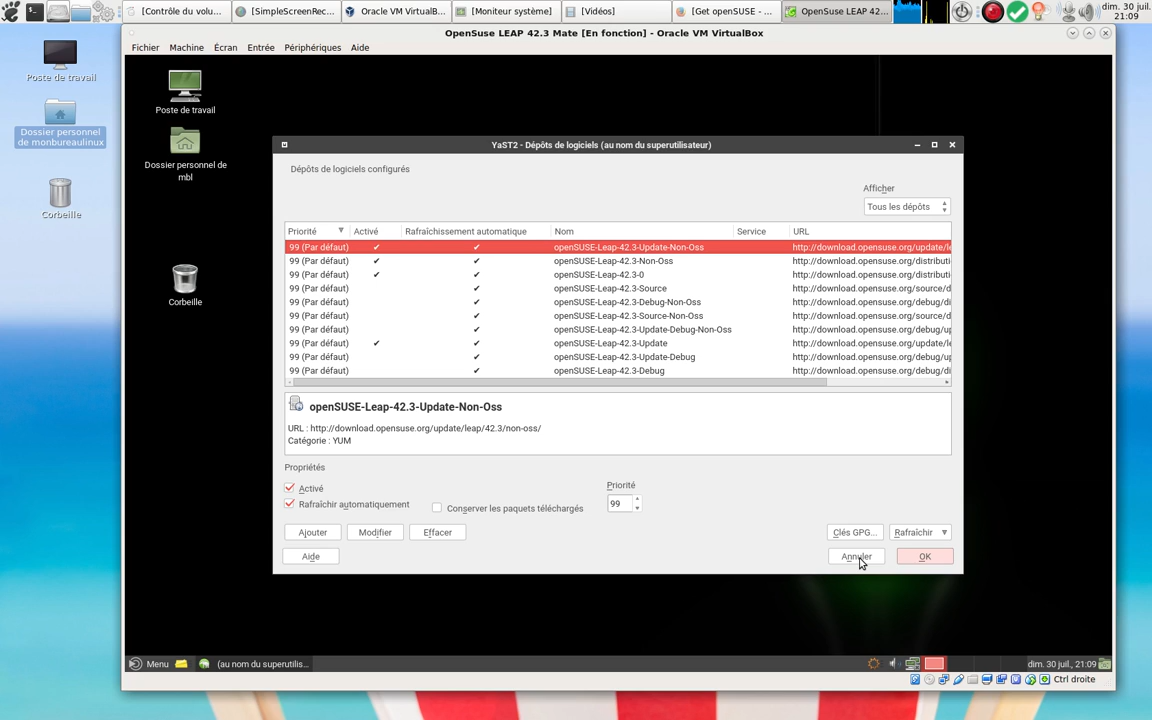 [Contrôle du volu...
[SimpleScreenRec...
Oracle VM VirtualB...
[Moniteur système]
[Vidéos]
[Get openSUSE - ...
OpenSuse LEAP 42...
dim. 30 juil.
21:09
OpenSuse LEAP 42.3 Mate [En fonction] - Oracle VM VirtualBox
Fichier Machine Écran Entrée Périphériques Aide
Poste de travail
Dossier personnel
de monbureaulinux
Corbeille
Poste de travail
Dossier personnel de
mbl
Corbeille
YaST2 - Dépôts de logiciels (au nom du superutilisateur)
Dépôts de logiciels configurés
Afficher
Tous les dépôts
Priorité Activé Rafraîchissement automatique Nom Service URL
99 (Par défaut) ✔ ✔ openSUSE-Leap-42.3-Update-Non-Oss http://download.opensuse.org/update/le
99 (Par défaut) ✔ ✔ openSUSE-Leap-42.3-Non-Oss http://download.opensuse.org/distributi
99 (Par défaut) ✔ ✔ openSUSE-Leap-42.3-0 http://download.opensuse.org/distributi
99 (Par défaut) ✔ openSUSE-Leap-42.3-Source http://download.opensuse.org/source/d
99 (Par défaut) ✔ openSUSE-Leap-42.3-Debug-Non-Oss http://download.opensuse.org/debug/di
99 (Par défaut) ✔ openSUSE-Leap-42.3-Source-Non-Oss http://download.opensuse.org/source/d
99 (Par défaut) ✔ openSUSE-Leap-42.3-Update-Debug-Non-Oss http://download.opensuse.org/debug/up
99 (Par défaut) ✔ ✔ openSUSE-Leap-42.3-Update http://download.opensuse.org/update/le
99 (Par défaut) ✔ openSUSE-Leap-42.3-Update-Debug http://download.opensuse.org/debug/up
99 (Par défaut) ✔ openSUSE-Leap-42.3-Debug http://download.opensuse.org/debug/di
openSUSE-Leap-42.3-Update-Non-Oss
URL : http://download.opensuse.org/update/leap/42.3/non-oss/
Catégorie : YUM
Propriétés
Activé
Rafraîchir automatiquement
Conserver les paquets téléchargés
Priorité
99
Ajouter Modifier Effacer Clés GPG... Rafraîchir
Aide Annuler OK
Menu (au nom du superutilis... dim. 30 juil., 21:09
Ctrl droite